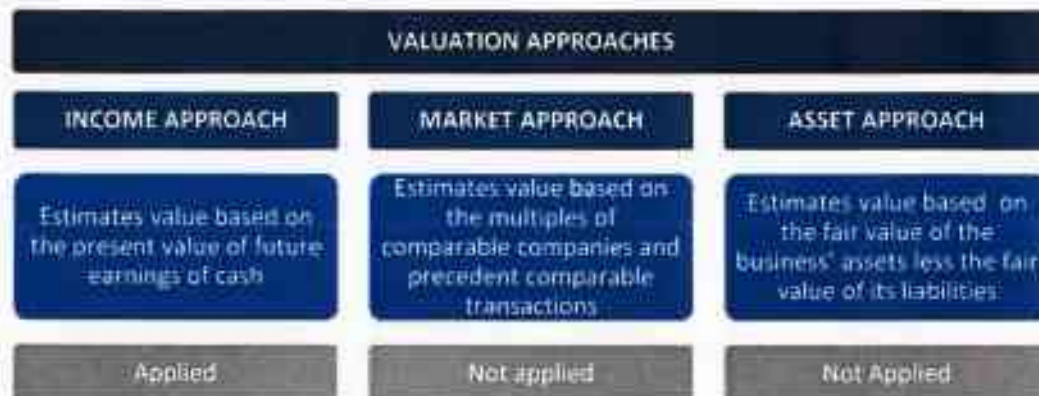 VALUATION APPROACHES
INCOME APPROACH
MARKET APPROACH
ASSET APPROACH
Estimates value based on
the present value of future
earnings of cash
Estimates value based on
the multiples of
comparable companies and
precedent comparable
transactions
Estimates value based on
the fair value of the
business' assets less the fair
value of its liabilities
Applied
Not applied
Not Applied